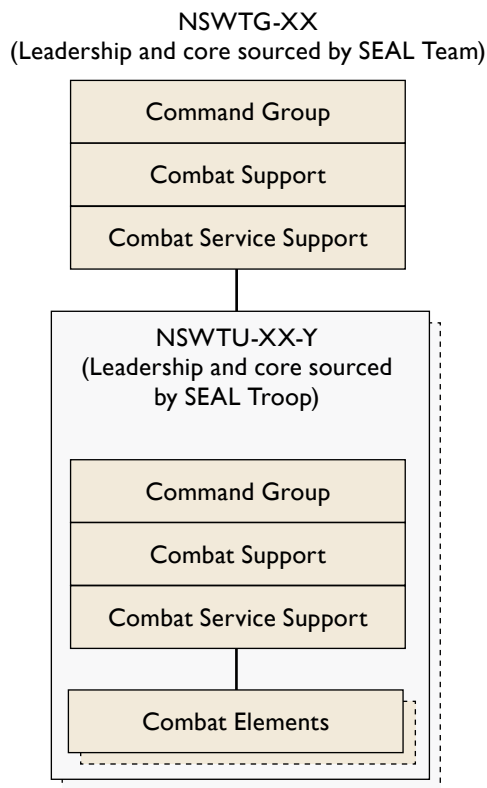 NSWTG-XX
(Leadership and core sourced by SEAL Team)
Command Group
Combat Support
Combat Service Support
NSWTU-XX-Y
(Leadership and core sourced
by SEAL Troop)
Command Group
Combat Support
Combat Service Support
Combat Elements